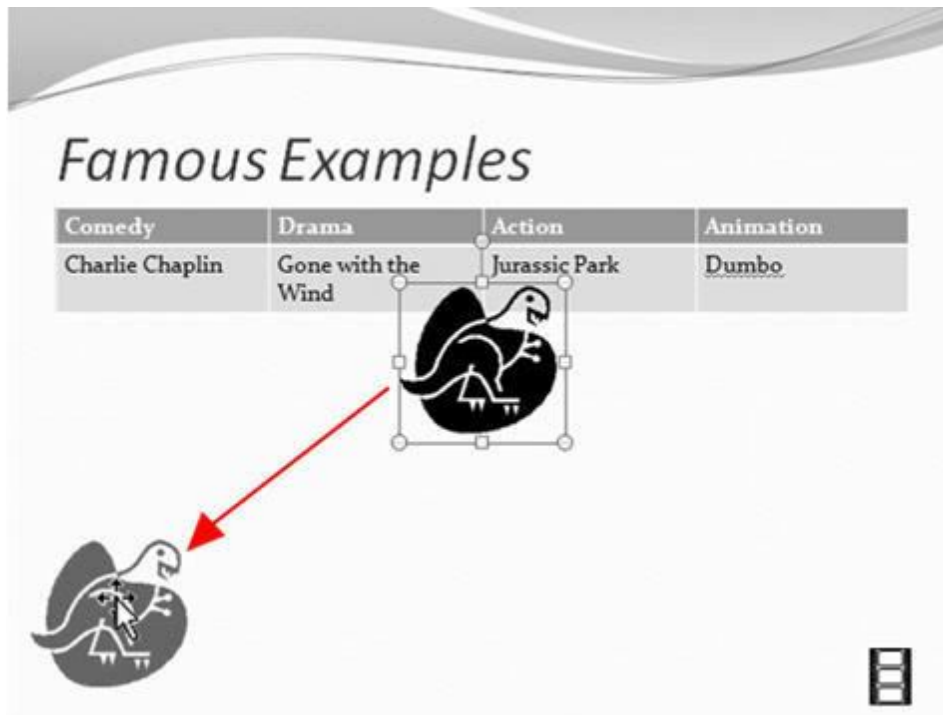 Famous Examples
Comedy Drama Action Animation
Charlie Chaplin Gone with the Jurassic Park Dumbo
Wind